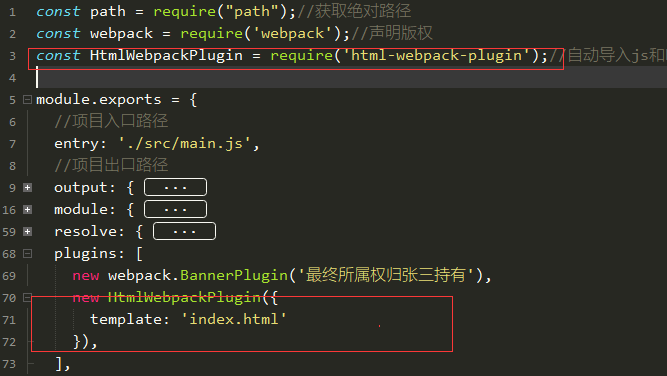 1 const path = require("path");//获取绝对路径
2 const webpack = require('webpack');//声明版权
3 const HtmlWebpackPlugin = require('html-webpack-plugin');//自动导入js和
4
5 module.exports = {
6 //项目入口路径
7 entry: './src/main.js',
8 //项目出口路径
9 output: { ...
16 module: { ...
59 resolve: { ...
68 plugins: [
69 new webpack.BannerPlugin('最终所属权归张三持有'),
70 new HtmlWebpackPlugin({
71 template: 'index.html'
72 }),
73 ],